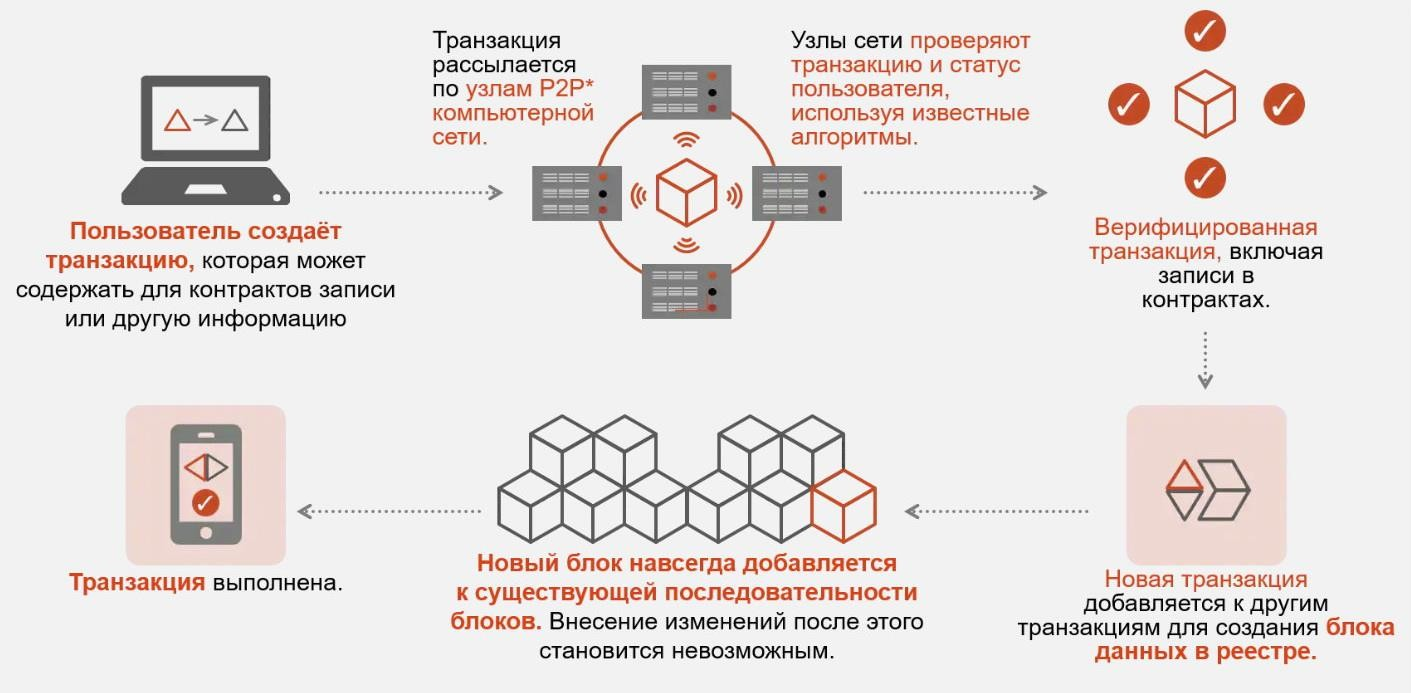 Транзакция
рассылается
по узлам P2P*
компьютерной
сети.
Узлы сети проверяют
транзакцию и статус
пользователя,
используя известные
алгоритмы.
Пользователь создаёт
транзакцию, которая может
содержать для контрактов записи
или другую информацию
Верифицированная
транзакция, включая
записи в
контрактах.
Транзакция выполнена.
Новый блок навсегда добавляется
к существующей последовательности
блоков. Внесение изменений после этого
становится невозможным.
Новая транзакция
добавляется к другим
транзакциям для создания блока
данных в реестре.